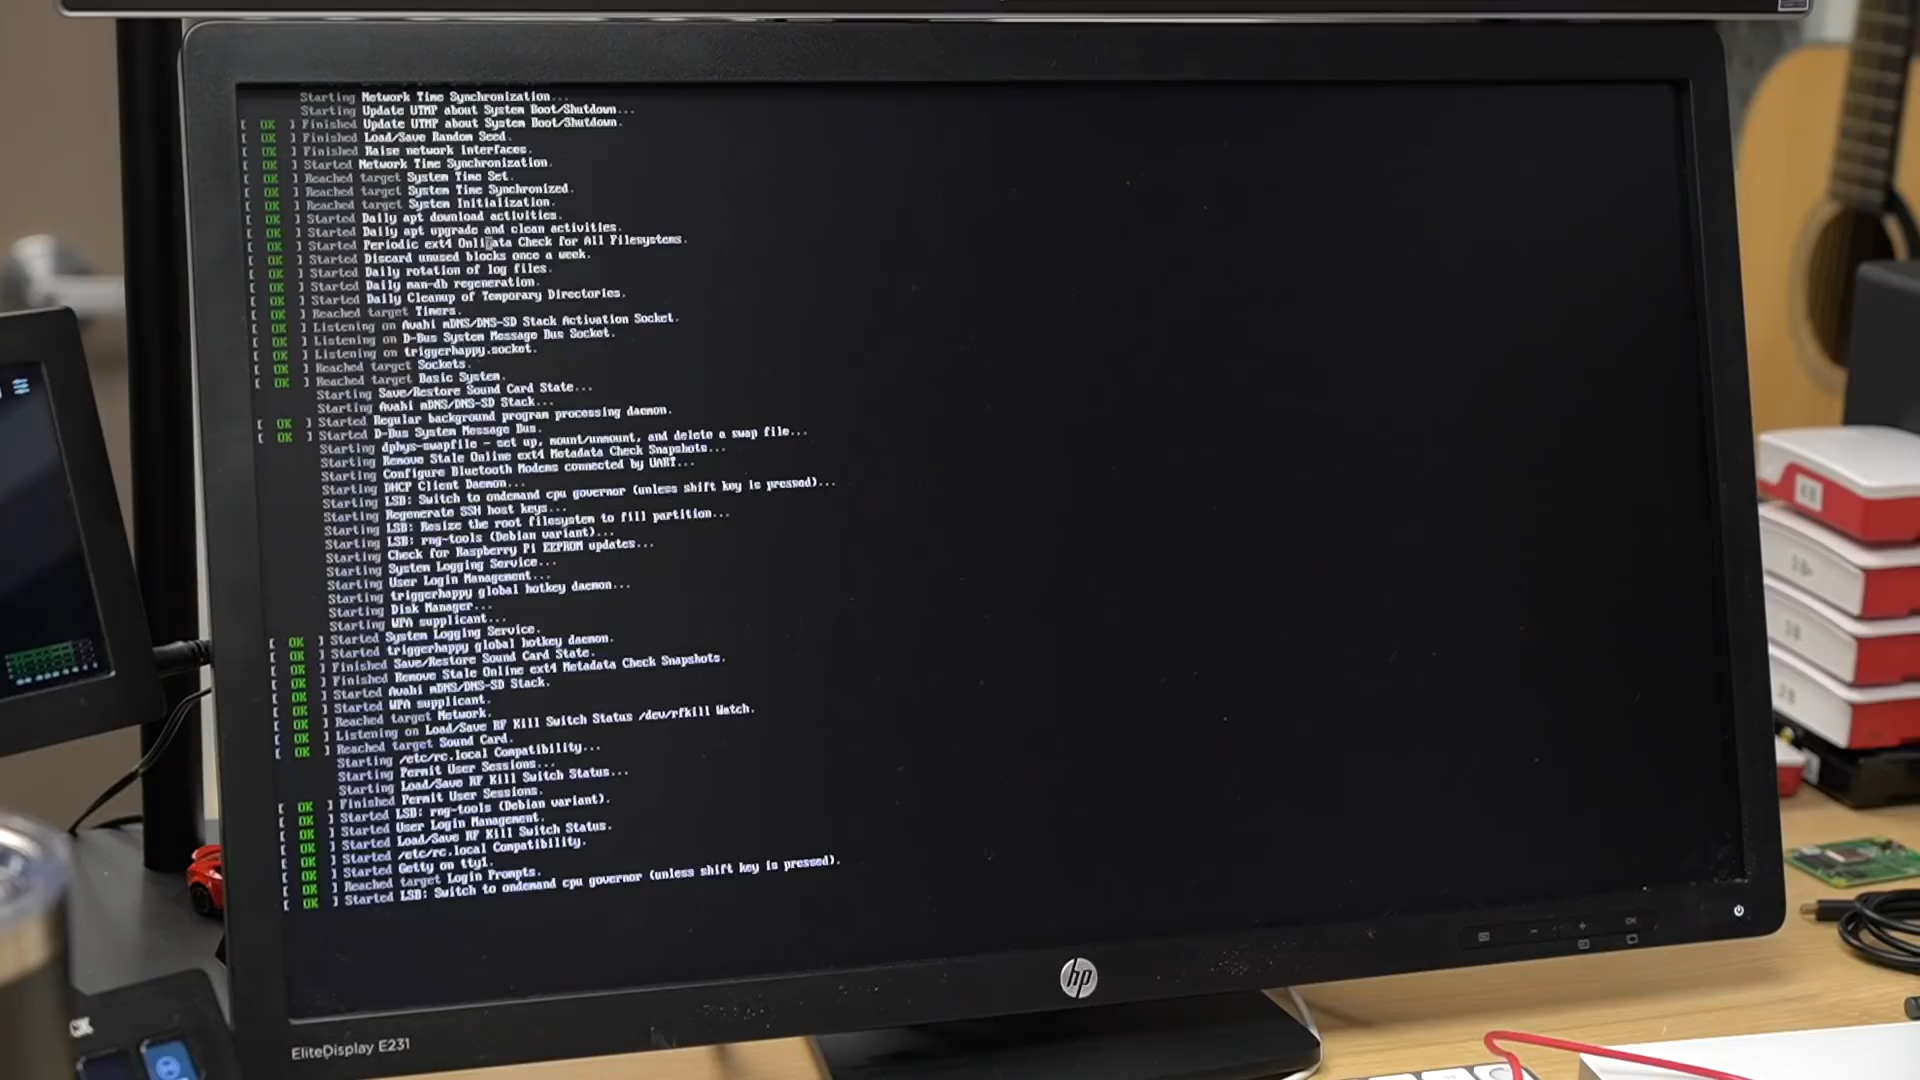 Starting Network Time Synchronization...
Starting Update UTMP about System Boot/Shutdown...
[ OK ] Finished Update UTMP about System Boot/Shutdown.
[ OK ] Finished Load/Save Random Seed.
[ OK ] Finished Raise network interfaces.
[ OK ] Started Network Time Synchronization.
[ OK ] Reached target System Time Set.
[ OK ] Reached target System Time Synchronized.
[ OK ] Reached target System Initialization.
[ OK ] Started Daily apt download activities.
[ OK ] Started Daily apt upgrade and clean activities.
[ OK ] Started Periodic ext4 Onli ata Check for All Filesystems.
[ OK ] Started Discard unused blocks once a week.
[ OK ] Started Daily rotation of log files.
[ OK ] Started Daily man-db regeneration.
[ OK ] Started Daily Cleanup of Temporary Directories.
[ OK ] Reached target Timers.
[ OK ] Listening on Avahi mDNS/DNS-SD Stack Activation Socket.
[ OK ] Listening on D-Bus System Message Bus Socket.
[ OK ] Listening on triggerhappy.socket.
[ OK ] Reached target Sockets.
[ OK ] Reached target Basic System.
Starting Save/Restore Sound Card State...
Starting Avahi mDNS/DNS-SD Stack...
[ OK ] Started Regular background program processing daemon.
[ OK ] Started D-Bus System Message Bus.
Starting dphys-swapfile - set up, mount/unmount, and delete a swap file...
Starting Remove Stale Online ext4 Metadata Check Snapshots...
Starting Configure Bluetooth Modems connected by UART...
Starting DHCP Client Daemon...
Starting LSB: Switch to ondemand cpu governor (unless shift key is pressed)...
Starting Regenerate SSH host keys...
Starting LSB: Resize the root filesystem to fill partition...
Starting LSB: rng-tools (Debian variant)...
Starting Check for Raspberry Pi EEPROM updates...
Starting System Logging Service...
Starting User Login Management...
Starting triggerhappy global hotkey daemon...
Starting Disk Manager...
Starting WPA supplicant...
[ OK ] Started System Logging Service.
[ OK ] Started triggerhappy global hotkey daemon.
[ OK ] Finished Save/Restore Sound Card State.
[ OK ] Finished Remove Stale Online ext4 Metadata Check Snapshots.
[ OK ] Started Avahi mDNS/DNS-SD Stack.
[ OK ] Started WPA supplicant.
[ OK ] Reached target Network.
[ OK ] Listening on Load/Save RF Kill Switch Status /dev/rfkill Watch.
[ OK ] Reached target Sound Card.
Starting /etc/rc.local Compatibility...
Starting Permit User Sessions...
Starting Load/Save RF Kill Switch Status...
[ OK ] Finished Permit User Sessions.
[ OK ] Started LSB: rng-tools (Debian variant).
[ OK ] Started User Login Management.
[ OK ] Started Load/Save RF Kill Switch Status.
[ OK ] Started /etc/rc.local Compatibility.
[ OK ] Started Getty on tty1.
[ OK ] Reached target Login Prompts.
[ OK ] Started LSB: Switch to ondemand cpu governor (unless shift key is pressed).
hp
EliteDisplay E231